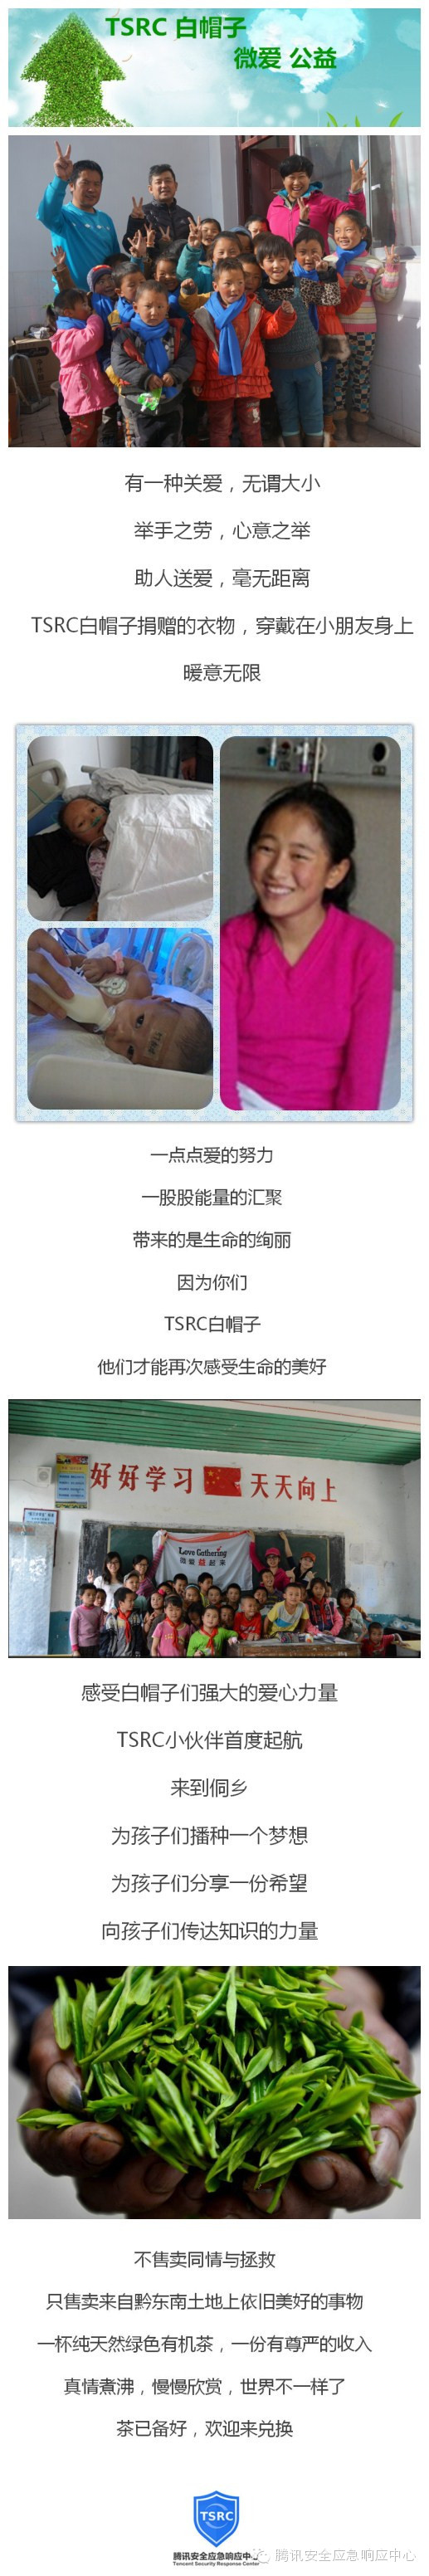 TSRC 白帽子
微爱 公益
有一种关爱，无谓大小
举手之劳，心意之举
助人送爱，毫无距离
TSRC白帽子捐赠的衣物，穿戴在小朋友身上
暖意无限
一点点爱的努力
一股股能量的汇聚
带来的是生命的绚丽
因为你们
TSRC白帽子
他们才能再次感受生命的美好
好好学习 天天向上
Love Gathering
微爱益起来
感受白帽子们强大的爱心力量
TSRC小伙伴首度起航
来到侗乡
为孩子们播种一个梦想
为孩子们分享一份希望
向孩子们传达知识的力量
不售卖同情与拯救
只售卖来自黔东南土地上依旧美好的事物
一杯纯天然绿色有机茶，一份有尊严的收入
真情煮沸，慢慢欣赏，世界不一样了
茶已备好，欢迎来兑换
TSRC
腾讯安全应急响应中心
Tencent Security Response Center
腾讯安全应急响应中心